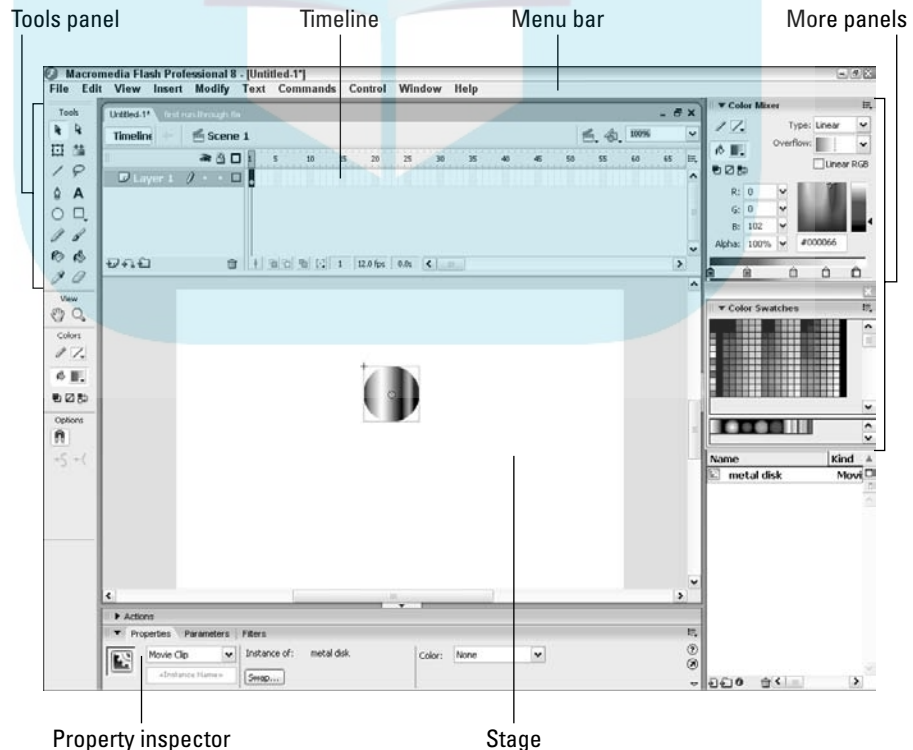 Tools panel
Timeline
Menu bar
More panels
Macromedia Flash Professional 8 - [Untitled-1*]
File Edit View Insert Modify Text Commands Control Window Help
Tools
Untitled-1*
Timeline
Scene 1
100%
1 5 10 15 20 25 30 35 40 45 50 55 60 65
Layer 1
1 12.0 fps 0.0s
View
Colors
Options
Color Mixer
Type: Linear
Overflow:
Linear RGB
R: 0
G: 0
B: 102
Alpha: 100% #000066
Color Swatches
Name Kind
metal disk Movi
Actions
Properties Parameters Filters
Movie Clip
Instance of: metal disk
Color: None
<Instance Name>
Swap...
Property inspector
Stage